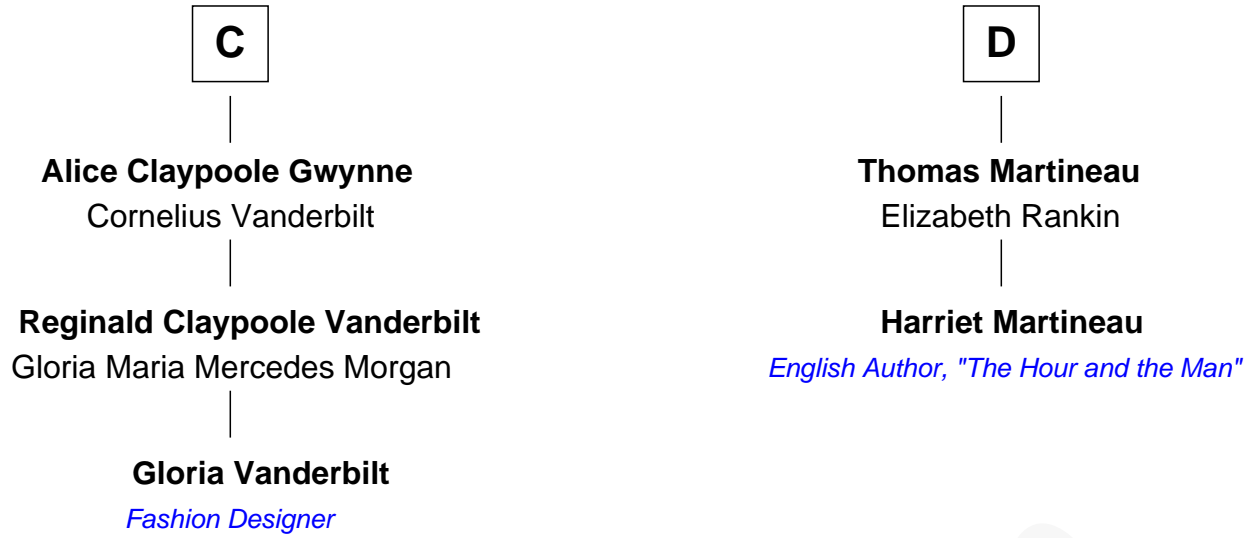 C
Alice Claypoole Gwynne
Cornelius Vanderbilt
Reginald Claypoole Vanderbilt
Gloria Maria Mercedes Morgan
Gloria Vanderbilt
Fashion Designer
D
Thomas Martineau
Elizabeth Rankin
Harriet Martineau
English Author, "The Hour and the Man"